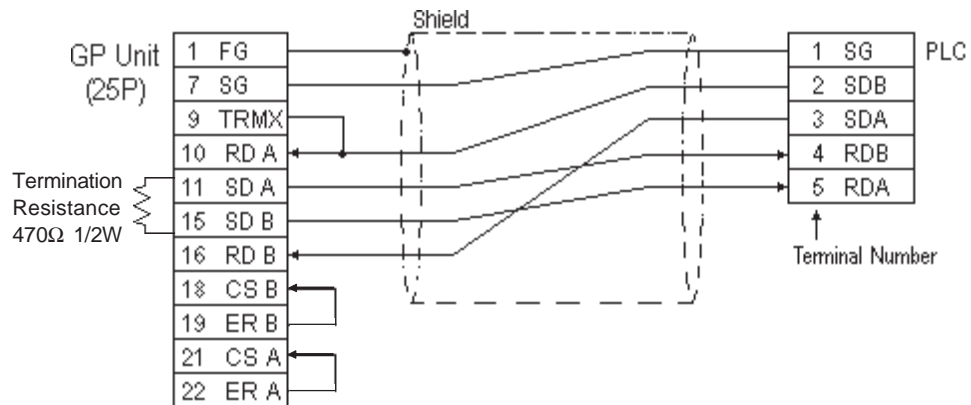 Shield
GP Unit
(25P)
1 FG
7 SG
9 TRMX
10 RD A
11 SD A
15 SD B
16 RD B
18 CS B
19 ER B
21 CS A
22 ER A
Termination
Resistance
470Ω 1/2W
1 SG
2 SDB
3 SDA
4 RDB
5 RDA
PLC
Terminal Number